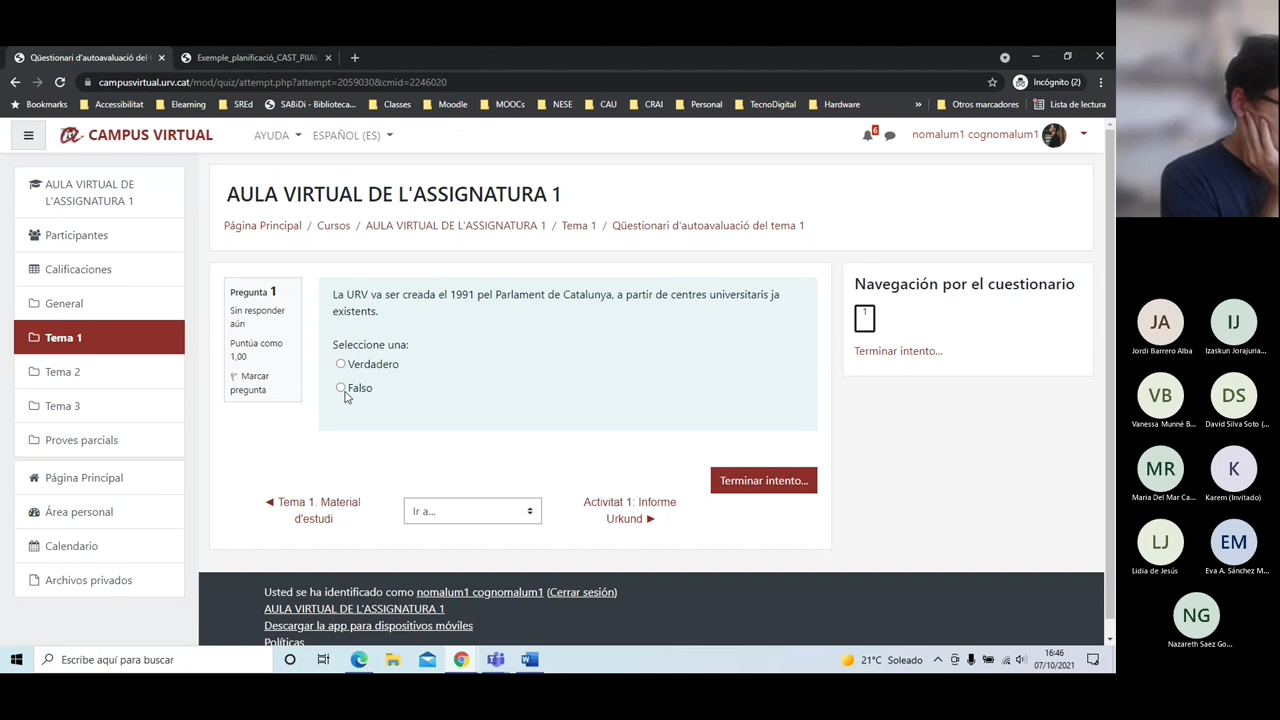 Qüestionari d'autoavaluació del
Exemple_planificació_CAST_PIIAV
campusvirtual.urv.cat/mod/quiz/attempt.php?attempt=2059030&cmid=2246020
Incógnito (2)
Bookmarks
Accessibilitat
Elearning
SREd
SABiDi - Biblioteca...
Classes
Moodle
MOOCs
NESE
CAU
CRAI
Personal
TecnoDigital
Hardware
»
Otros marcadores
Lista de lectura
CAMPUS VIRTUAL
AYUDA
ESPAÑOL (ES)
6
nomalum1 cognomalum1
AULA VIRTUAL DE
L'ASSIGNATURA 1
Participantes
Calificaciones
General
Tema 1
Tema 2
Tema 3
Proves parcials
Página Principal
Área personal
Calendario
Archivos privados
AULA VIRTUAL DE L'ASSIGNATURA 1
Página Principal / Cursos / AULA VIRTUAL DE L'ASSIGNATURA 1 / Tema 1 / Qüestionari d'autoavaluació del tema 1
Pregunta 1
Sin responder
aún
Puntúa como
1,00
Marcar
pregunta
La URV va ser creada el 1991 pel Parlament de Catalunya, a partir de centres universitaris ja
existents.
Seleccione una:
Verdadero
Falso
Terminar intento...
◄ Tema 1. Material
d'estudi
Ir a...
Activitat 1: Informe
Urkund ►
Navegación por el cuestionario
1
Terminar intento...
Usted se ha identificado como nomalum1 cognomalum1 (Cerrar sesión)
AULA VIRTUAL DE L'ASSIGNATURA 1
Descargar la app para dispositivos móviles
Políticas
Escribe aquí para buscar
21°C Soleado
16:46
07/10/2021
JA
Jordi Barrero Alba
IJ
Izaskun Jorajuria...
VB
Vanessa Munné B...
DS
David Silva Soto (...
MR
Maria Del Mar Ca...
K
Karem (Invitado)
LJ
Lidia de Jesús
EM
Eva A. Sánchez M...
NG
Nazareth Saez Go...